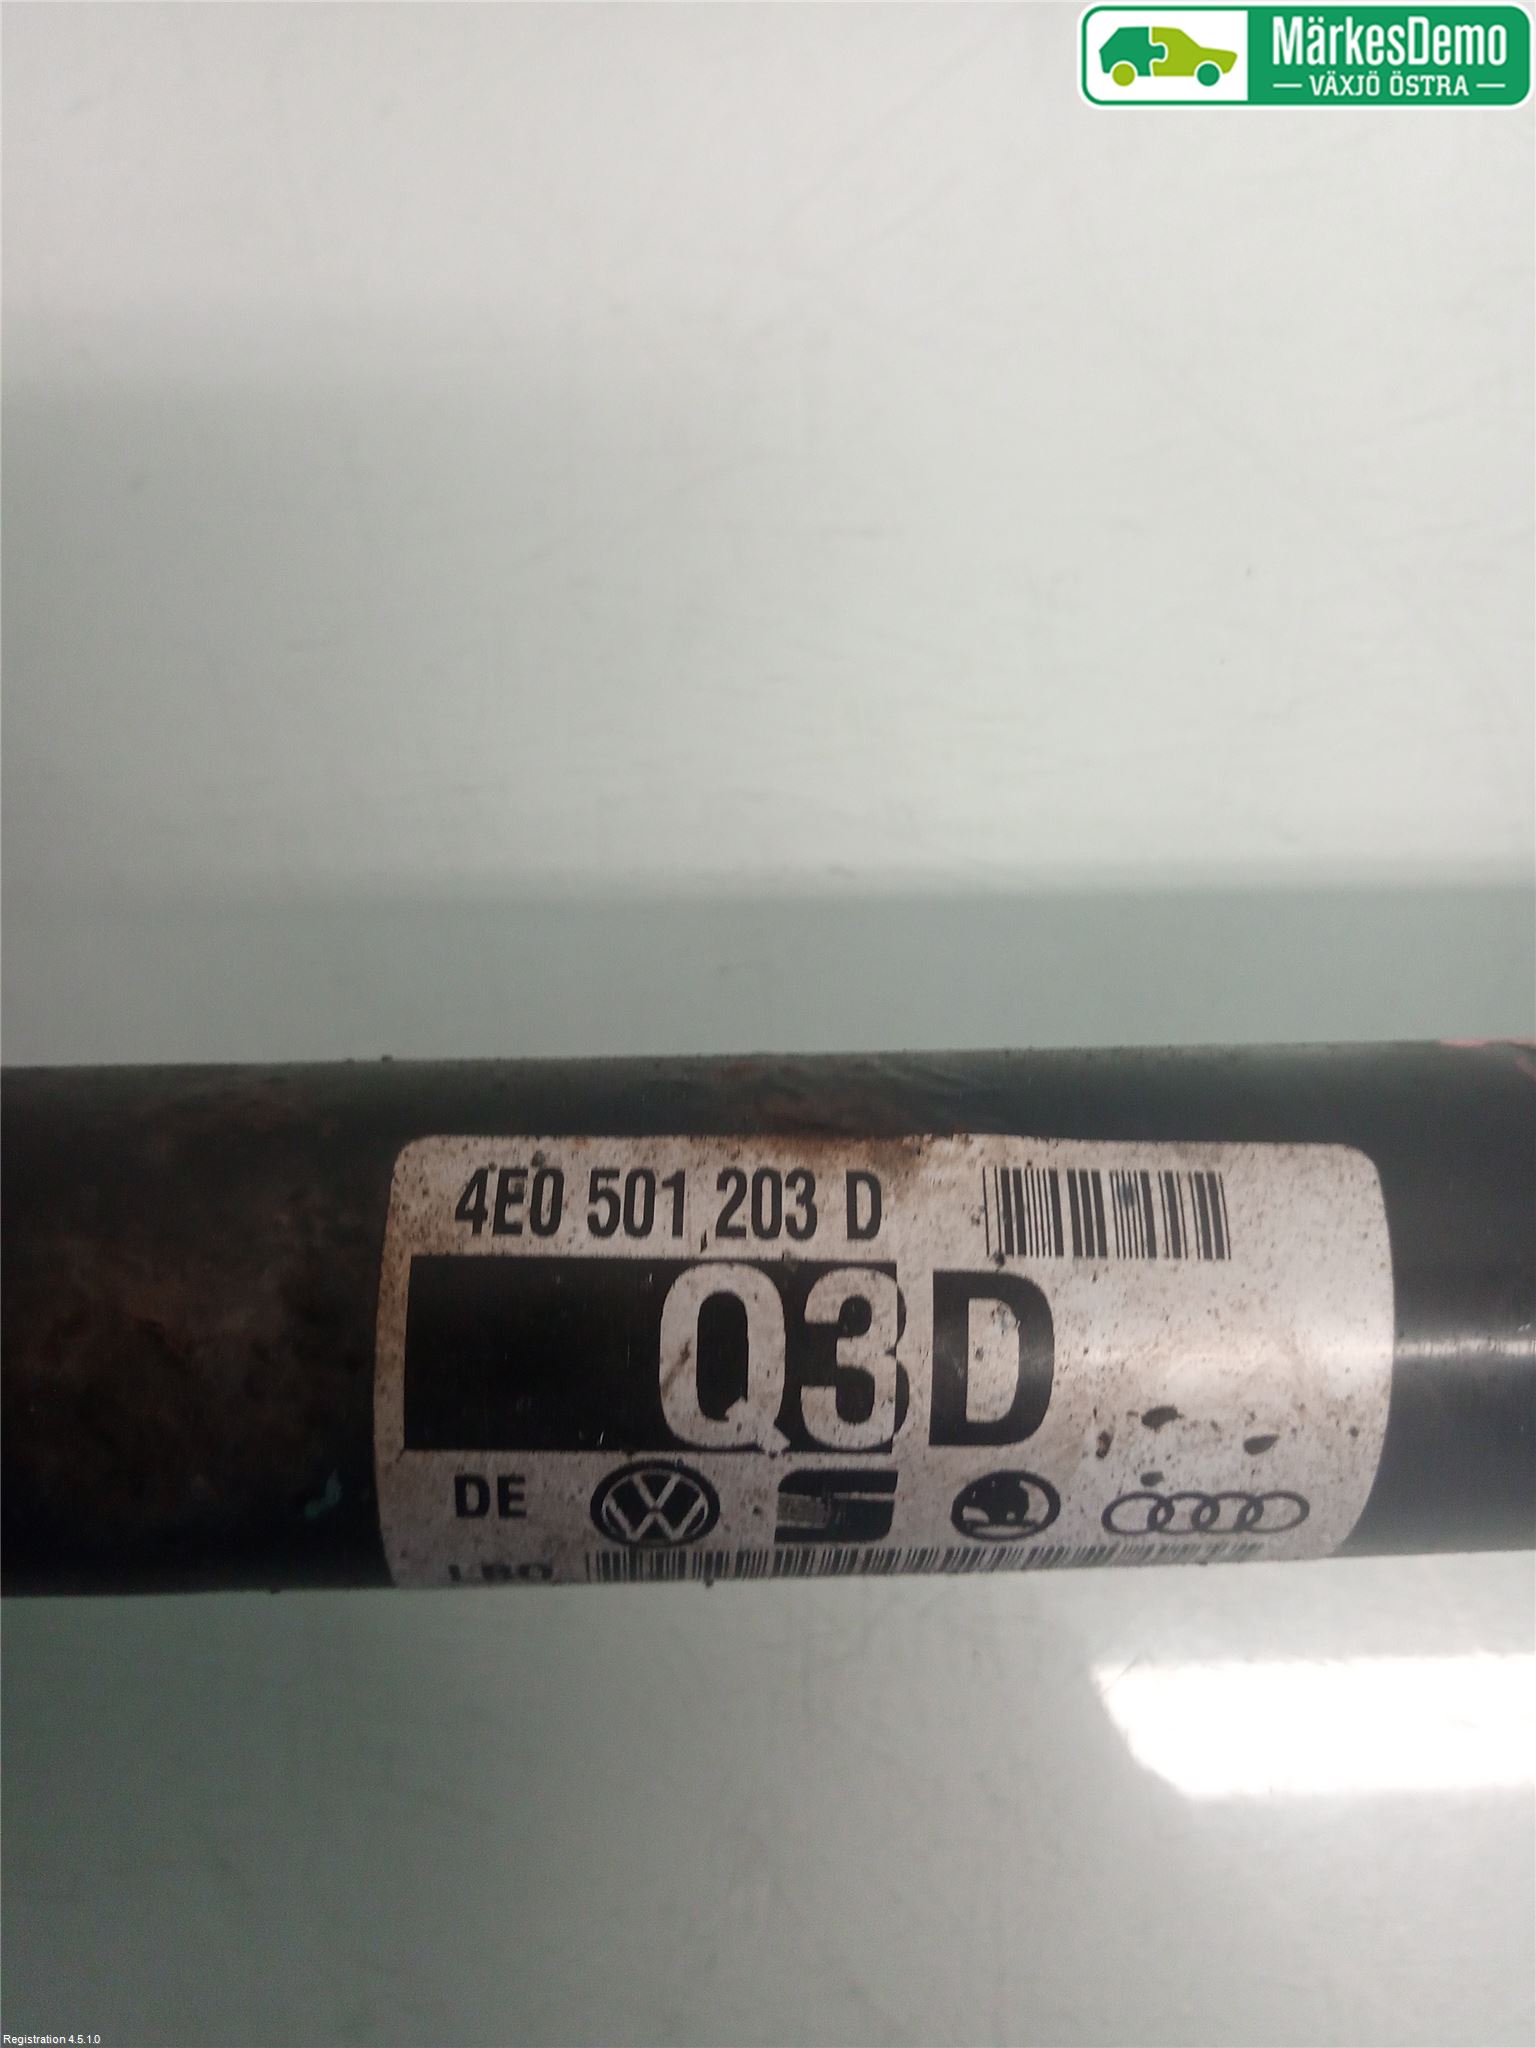 MärkesDemo
VÄXJÖ ÖSTRA
4E0 501 203 D
Q3D
DE
Registration 4.5.1.0